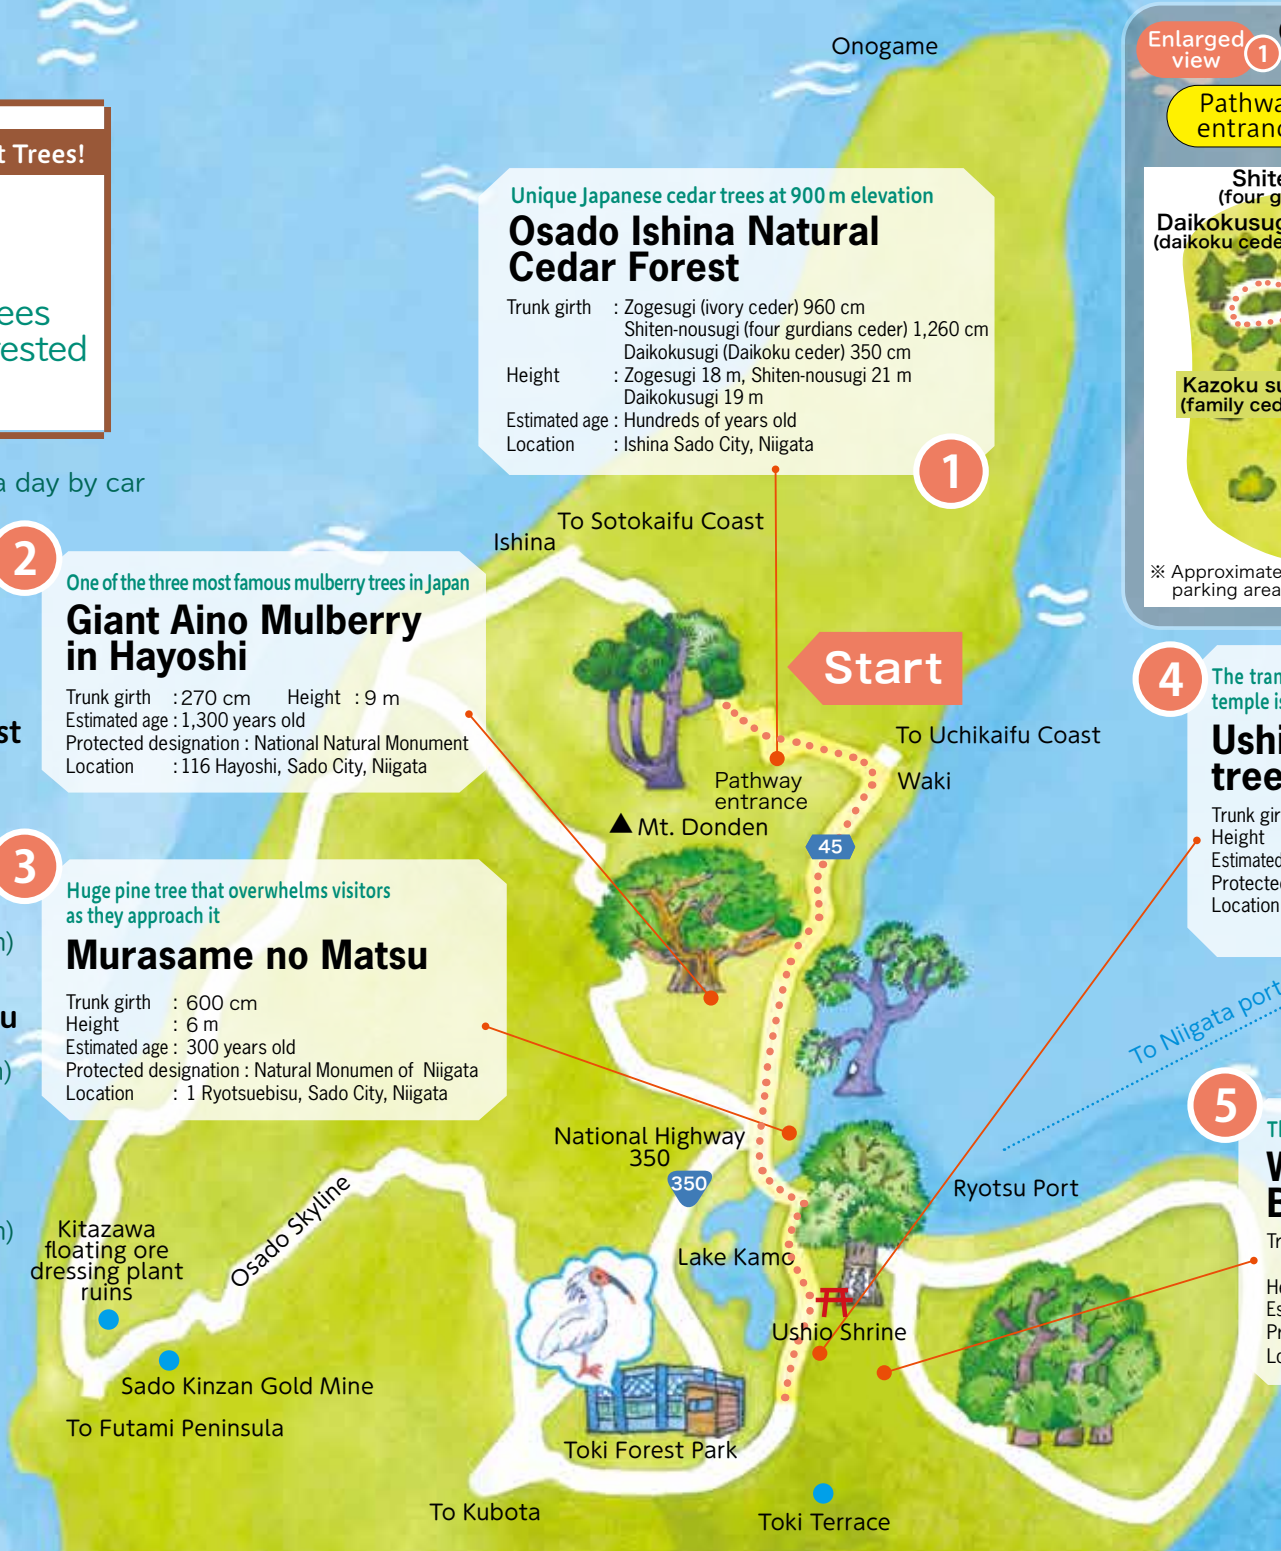 Onogame
Enlarged
view
1
t Trees!
ees
rested
a day by car
Unique Japanese cedar trees at 900 m elevation
Osado Ishina Natural
Cedar Forest
Trunk girth : Zogesugi (ivory ceder) 960 cm
Shiten-nousugi (four gurdians ceder) 1,260 cm
Daikokusugi (Daikoku ceder) 350 cm
Height : Zogesugi 18 m, Shiten-nousugi 21 m
Daikokusugi 19 m
Estimated age : Hundreds of years old
Location : Ishina Sado City, Niigata
1
Pathwa
entranc
Shite
(four g
Daikokusug
(daikoku cede
Kazoku su
(family ced
※ Approximate
parking area
To Sotokaifu Coast
Ishina
2
One of the three most famous mulberry trees in Japan
Giant Aino Mulberry
in Hayoshi
Trunk girth : 270 cm Height : 9 m
Estimated age : 1,300 years old
Protected designation : National Natural Monument
Location : 116 Hayoshi, Sado City, Niigata
st
Start
To Uchikaifu Coast
Waki
Pathway
entrance
Mt. Donden
45
4
The tran
temple is
Ushi
tree
Trunk gir
Height
Estimated
Protected
Location
3
Huge pine tree that overwhelms visitors
as they approach it
Murasame no Matsu
Trunk girth : 600 cm
Height : 6 m
Estimated age : 300 years old
Protected designation : Natural Monumen of Niigata
Location : 1 Ryotsuebisu, Sado City, Niigata
n)
u
n)
n)
To Niigata port
5
Th
W
B
Tr
He
Es
Pr
Lo
National Highway
350
350
Ryotsu Port
Lake Kamo
Ushio Shrine
Kitazawa
floating ore
dressing plant
ruins
Osado Skyline
Sado Kinzan Gold Mine
To Futami Peninsula
Toki Forest Park
To Kubota
Toki Terrace